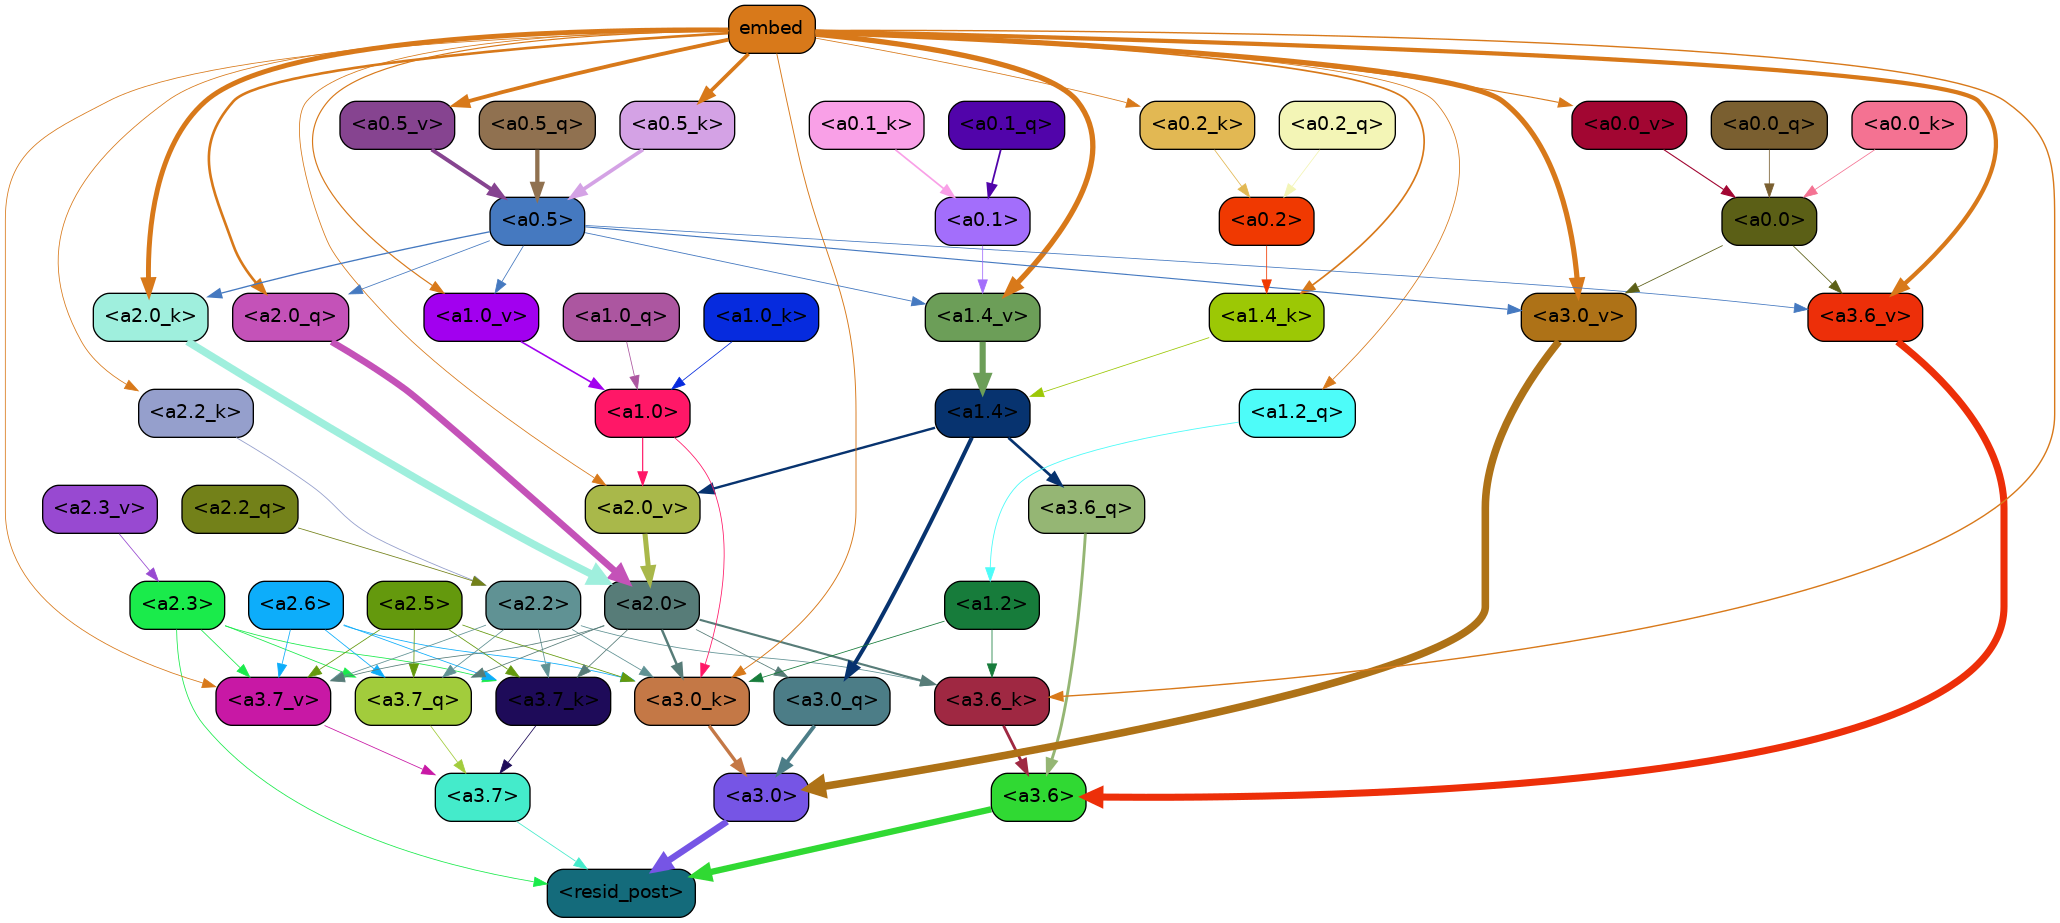 embed
<a0.5_v>
<a0.5_q>
<a0.5_k>
<a0.1_k>
<a0.1_q>
<a0.2_k>
<a0.2_q>
<a0.0_v>
<a0.0_q>
<a0.0_k>
<a0.5>
<a0.1>
<a0.2>
<a0.0>
<a2.0_k>
<a2.0_q>
<a1.0_v>
<a1.0_q>
<a1.0_k>
<a1.4_v>
<a1.4_k>
<a3.0_v>
<a3.6_v>
<a2.2_k>
<a1.0>
<a1.4>
<a1.2_q>
<a2.3_v>
<a2.2_q>
<a2.0_v>
<a3.6_q>
<a2.3>
<a2.6>
<a2.5>
<a2.2>
<a2.0>
<a1.2>
<a3.7_v>
<a3.7_q>
<a3.7_k>
<a3.0_k>
<a3.0_q>
<a3.6_k>
<a3.7>
<a3.0>
<a3.6>
<resid_post>